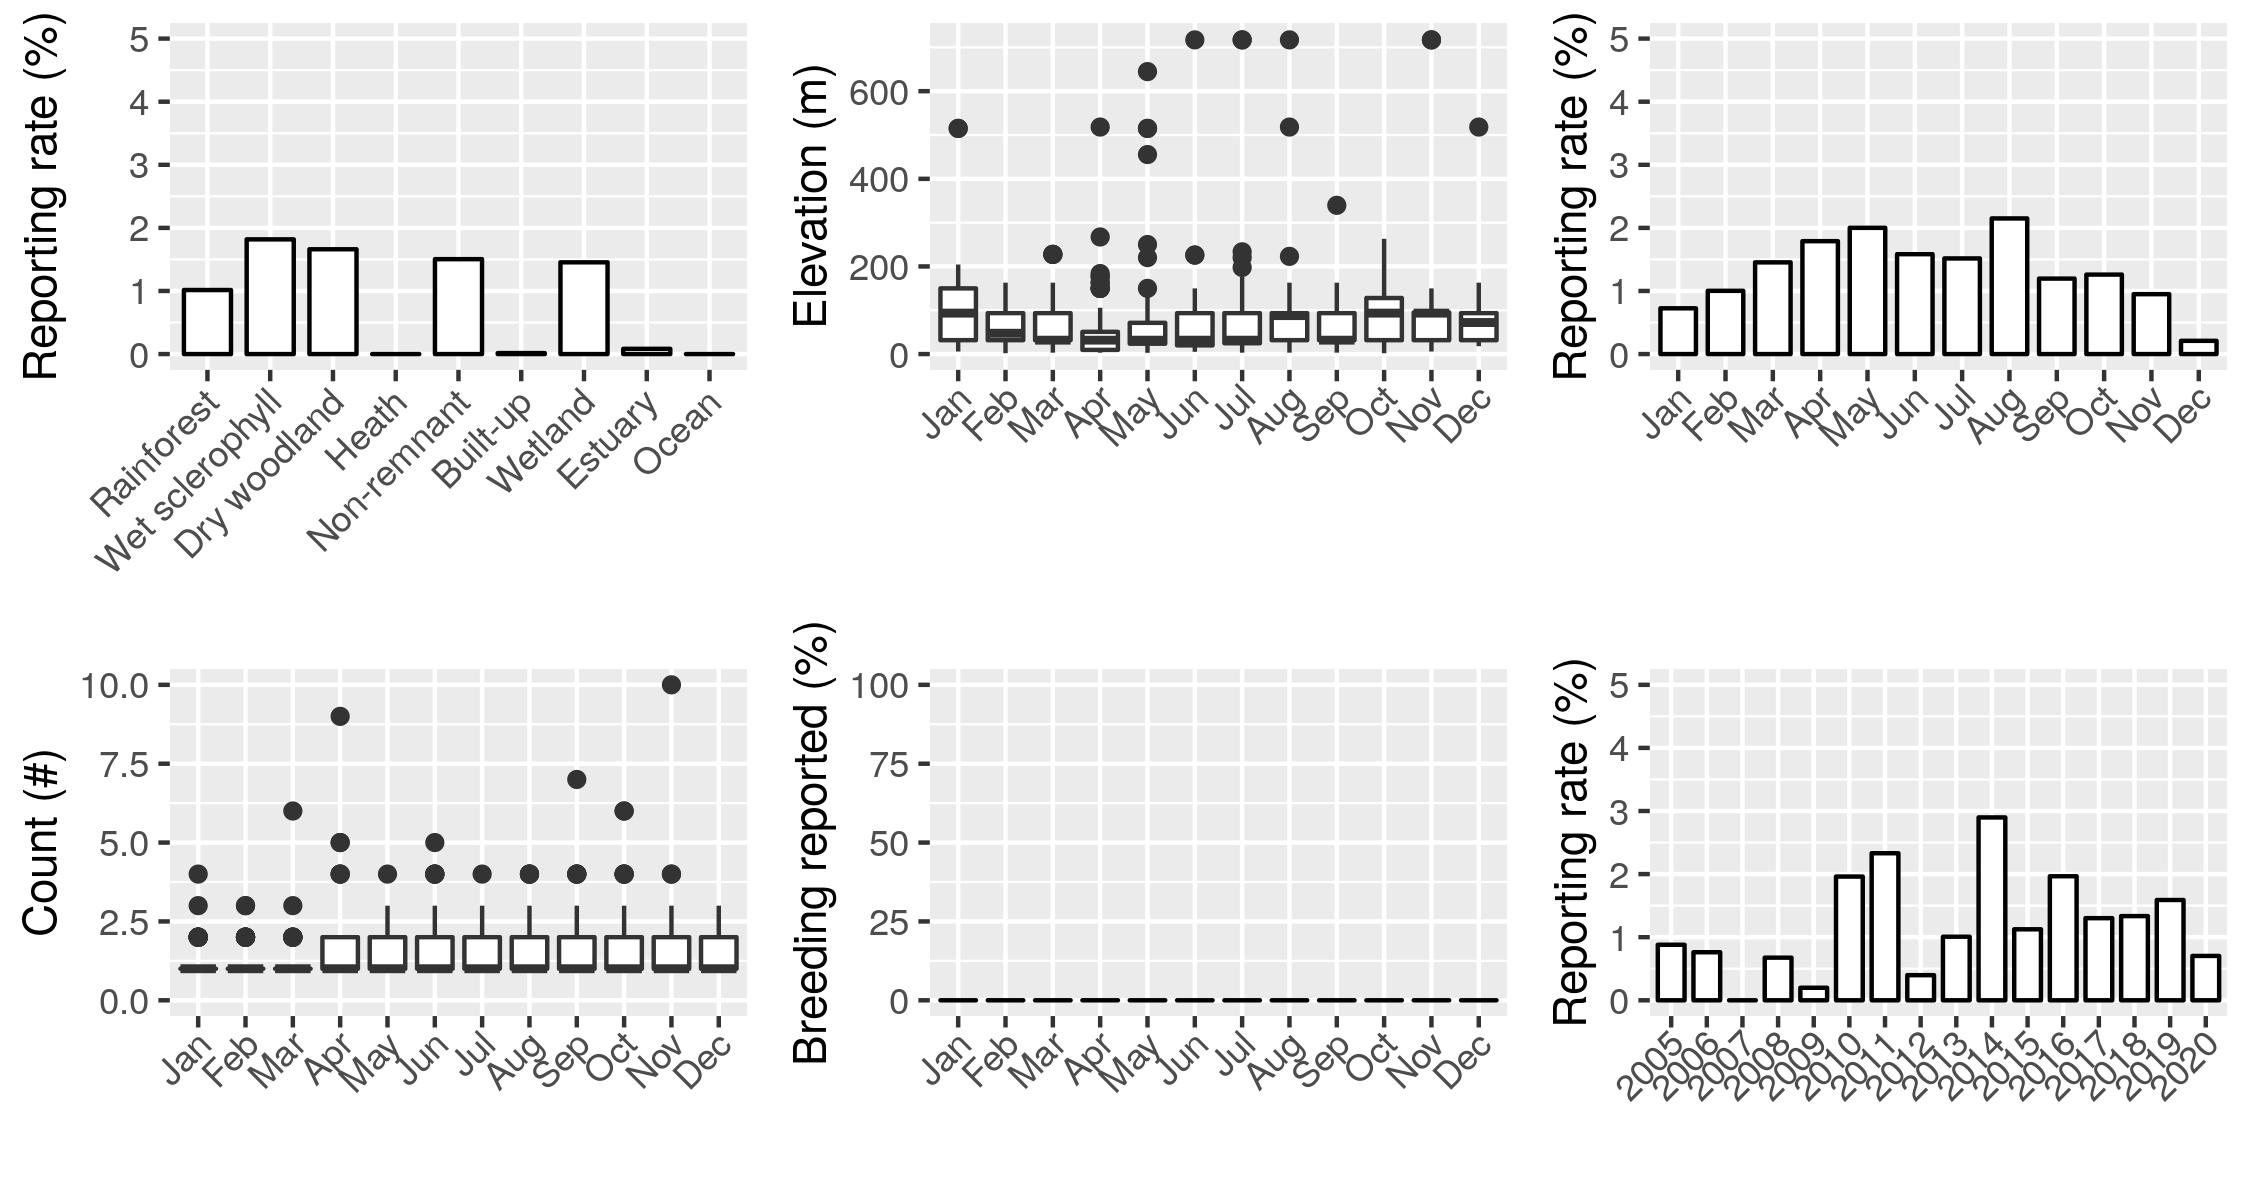 Reporting rate (%)
5
4
3
2
1
0
Rainforest
Wet sclerophyll
Dry woodland
Heath
Non-remnant
Built-up
Wetland
Estuary
Ocean
Elevation (m)
600
400
200
0
Jan
Feb
Mar
Apr
May
Jun
Jul
Aug
Sep
Oct
Nov
Dec
Reporting rate (%)
5
4
3
2
1
0
Jan
Feb
Mar
Apr
May
Jun
Jul
Aug
Sep
Oct
Nov
Dec
Count (#)
10.0
7.5
5.0
2.5
0.0
Jan
Feb
Mar
Apr
May
Jun
Jul
Aug
Sep
Oct
Nov
Dec
Breeding reported (%)
100
75
50
25
0
Jan
Feb
Mar
Apr
May
Jun
Jul
Aug
Sep
Oct
Nov
Dec
Reporting rate (%)
5
4
3
2
1
0
2005
2006
2007
2008
2009
2010
2011
2012
2013
2014
2015
2016
2017
2018
2019
2020